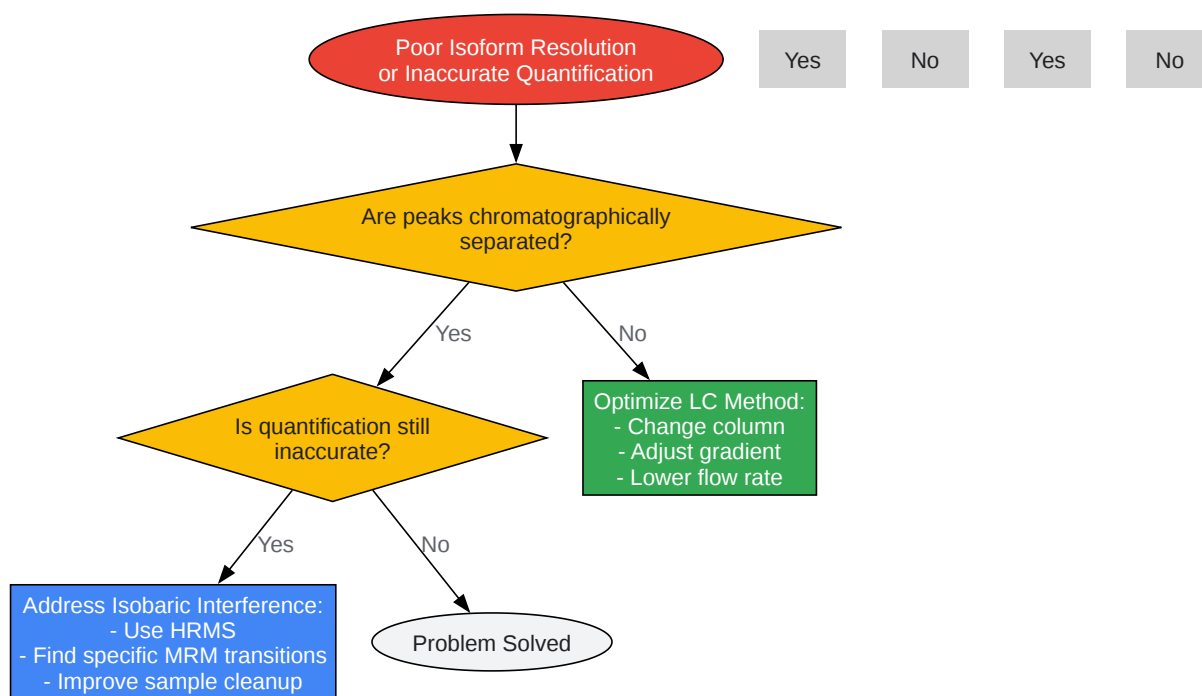 Poor Isoform Resolution
or Inaccurate Quantification
Yes
No
Yes
No
Are peaks chromatographically
separated?
Yes
No
Is quantification still
inaccurate?
Optimize LC Method:
- Change column
- Adjust gradient
- Lower flow rate
Yes
No
Address Isobaric Interference:
- Use HRMS
- Find specific MRM transitions
- Improve sample cleanup
Problem Solved